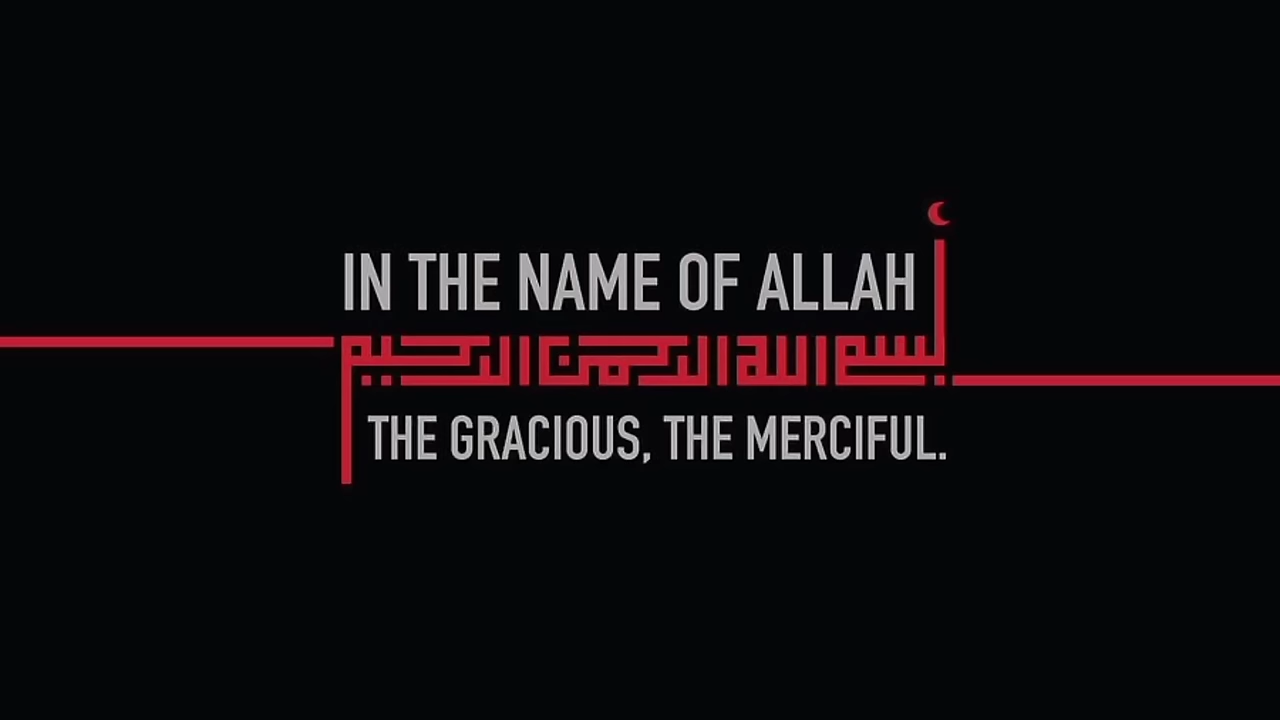 IN THE NAME OF ALLAH
بسم الله الرحمن الرحيم
THE GRACIOUS, THE MERCIFUL.